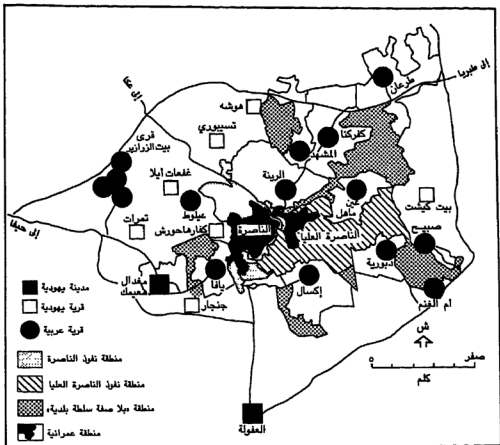 إلى طبريا
طرعان
إلى عكا
هوشه
تسيبوري
كفركنا
المشهد
قرى
بيت الزرازير
غفعات أيلا
الرينة
عين
ماهل
بيت كيشت
عيلوط
تمرات
كفارهاحورش
الناصرة
الناصرة العليا
صبيح
دبورية
إلى حيفا
مغدال
هعيمك
يافا
إكسال
أم الغنم
جنجار
مدينة يهودية
قرية يهودية
قرية عربية
منطقة نفوذ الناصرة
منطقة نفوذ الناصرة العليا
منطقة «بلا صفة سلطة بلدية»
منطقة عمرانية
ش
صفر
كلم
العفولة